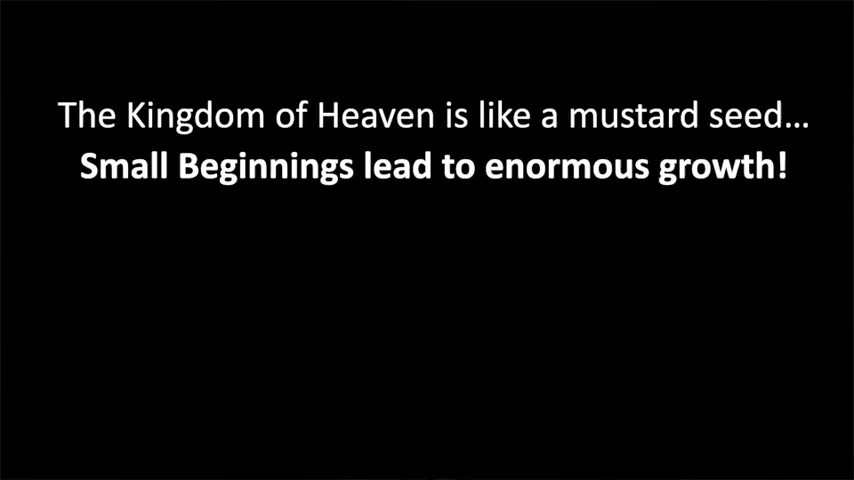 The Kingdom of Heaven is like a mustard seed…
Small Beginnings lead to enormous growth!